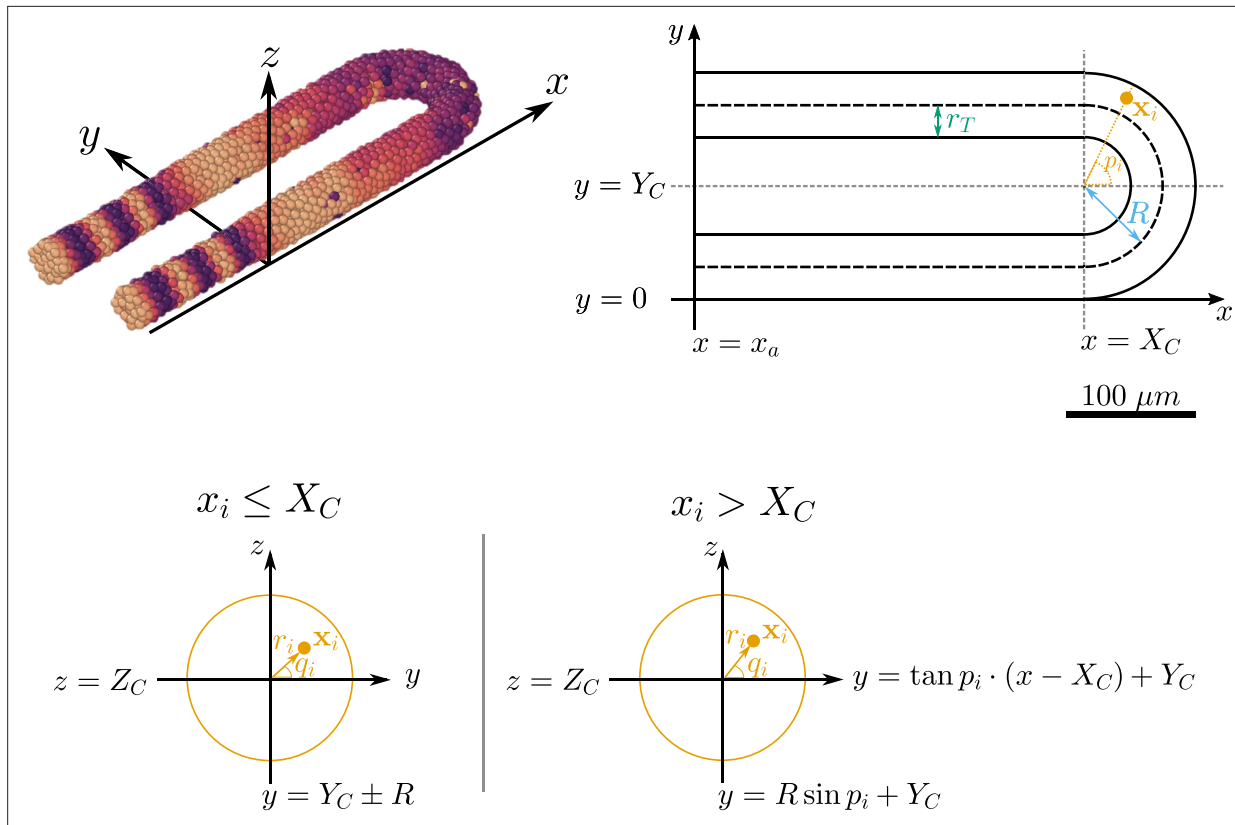 z
x
y
y
x_i
r_T
p_i
y = Y_C
R
y = 0
x
x = x_a
x = X_C
100 μm
x_i ≤ X_C
x_i > X_C
z
z
r_i x_i
r_i x_i
q_i
q_i
z = Z_C
y
z = Z_C
y = tan p_i · (x − X_C) + Y_C
y = Y_C ± R
y = R sin p_i + Y_C